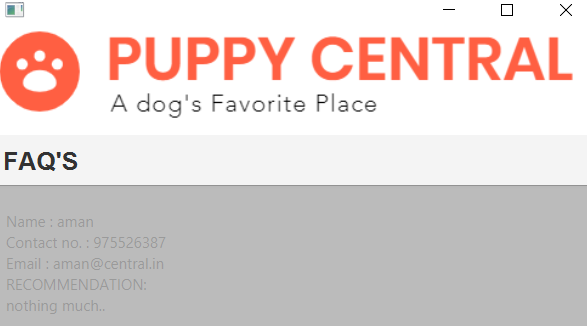 PUPPY CENTRAL
A dog's Favorite Place
FAQ'S
Name : aman
Contact no. : 975526387
Email : aman@central.in
RECOMMENDATION:
nothing much..